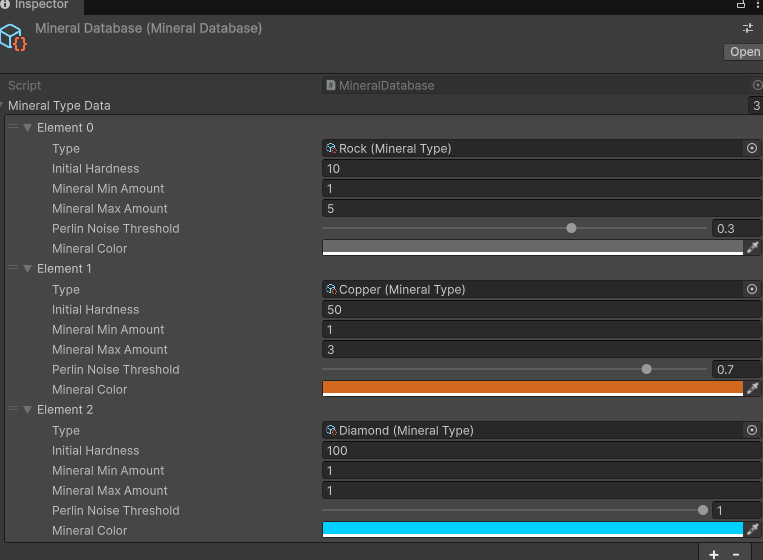 Inspector
Mineral Database (Mineral Database)
Open
Script MineralDatabase
Mineral Type Data 3
Element 0
Type Rock (Mineral Type)
Initial Hardness 10
Mineral Min Amount 1
Mineral Max Amount 5
Perlin Noise Threshold 0.3
Mineral Color
Element 1
Type Copper (Mineral Type)
Initial Hardness 50
Mineral Min Amount 1
Mineral Max Amount 3
Perlin Noise Threshold 0.7
Mineral Color
Element 2
Type Diamond (Mineral Type)
Initial Hardness 100
Mineral Min Amount 1
Mineral Max Amount 1
Perlin Noise Threshold 1
Mineral Color
+ -